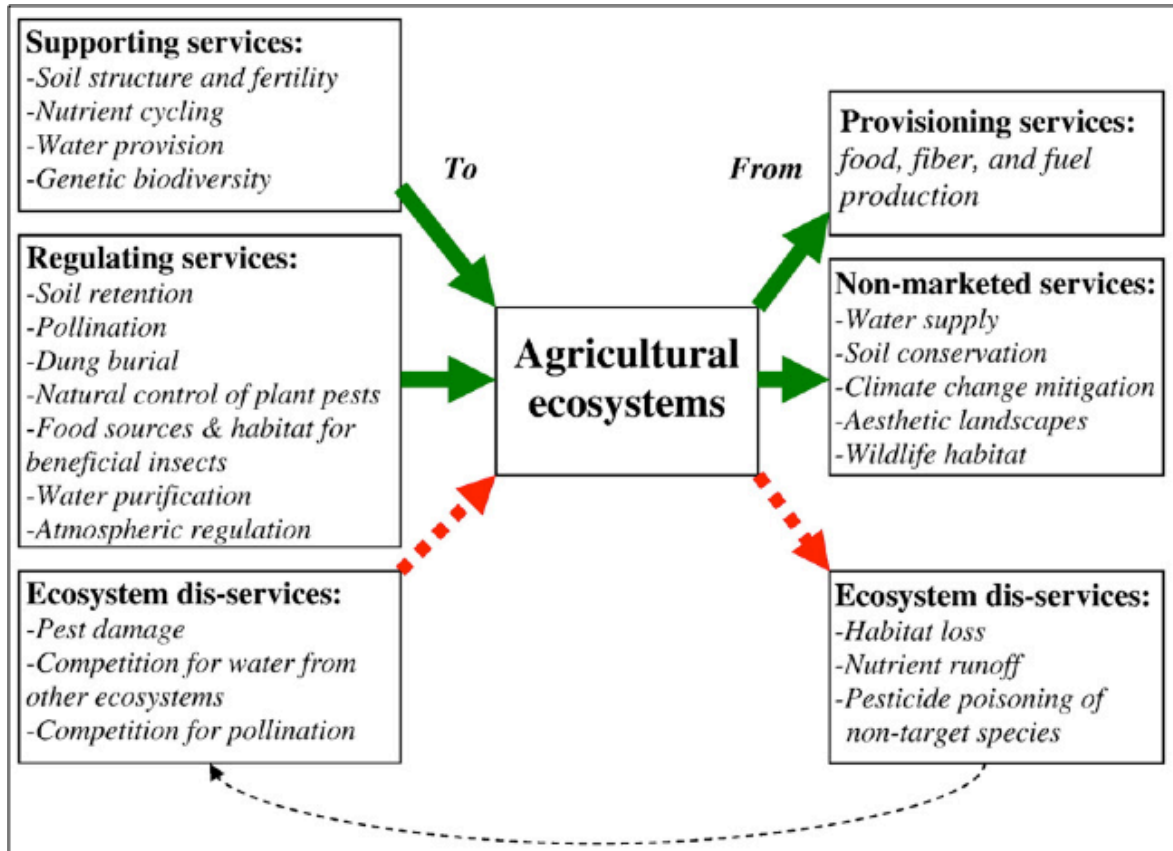 Supporting services:
-Soil structure and fertility
-Nutrient cycling
-Water provision
-Genetic biodiversity
Regulating services:
-Soil retention
-Pollination
-Dung burial
-Natural control of plant pests
-Food sources & habitat for
beneficial insects
-Water purification
-Atmospheric regulation
Ecosystem dis-services:
-Pest damage
-Competition for water from
other ecosystems
-Competition for pollination
To
From
Agricultural
ecosystems
Provisioning services:
food, fiber, and fuel
production
Non-marketed services:
-Water supply
-Soil conservation
-Climate change mitigation
-Aesthetic landscapes
-Wildlife habitat
Ecosystem dis-services:
-Habitat loss
-Nutrient runoff
-Pesticide poisoning of
non-target species